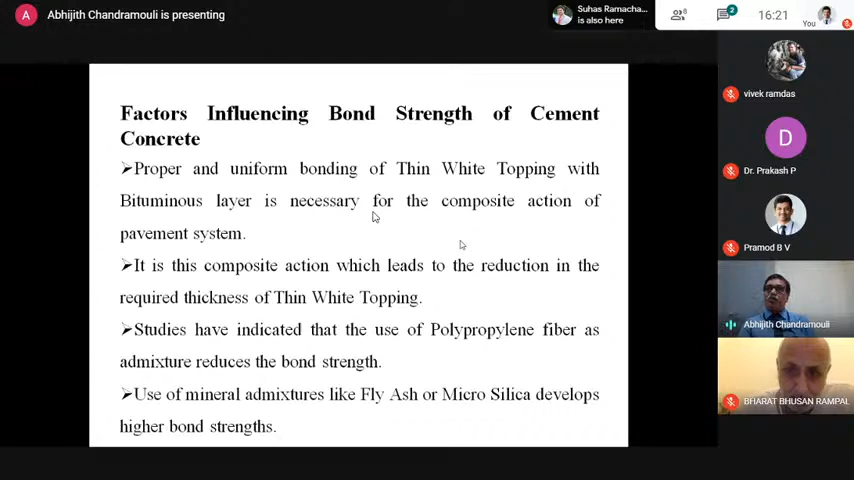 A Abhijith Chandramouli is presenting
Suhas Ramacha...
is also here
8
2
16:21
You
Factors Influencing Bond Strength of Cement
Concrete
➢Proper and uniform bonding of Thin White Topping with
Bituminous layer is necessary for the composite action of
pavement system.
➢It is this composite action which leads to the reduction in the
required thickness of Thin White Topping.
➢Studies have indicated that the use of Polypropylene fiber as
admixture reduces the bond strength.
➢Use of mineral admixtures like Fly Ash or Micro Silica develops
higher bond strengths.
vivek ramdas
D
Dr. Prakash P
Pramod B V
Abhijith Chandramouli
BHARAT BHUSAN RAMPAL